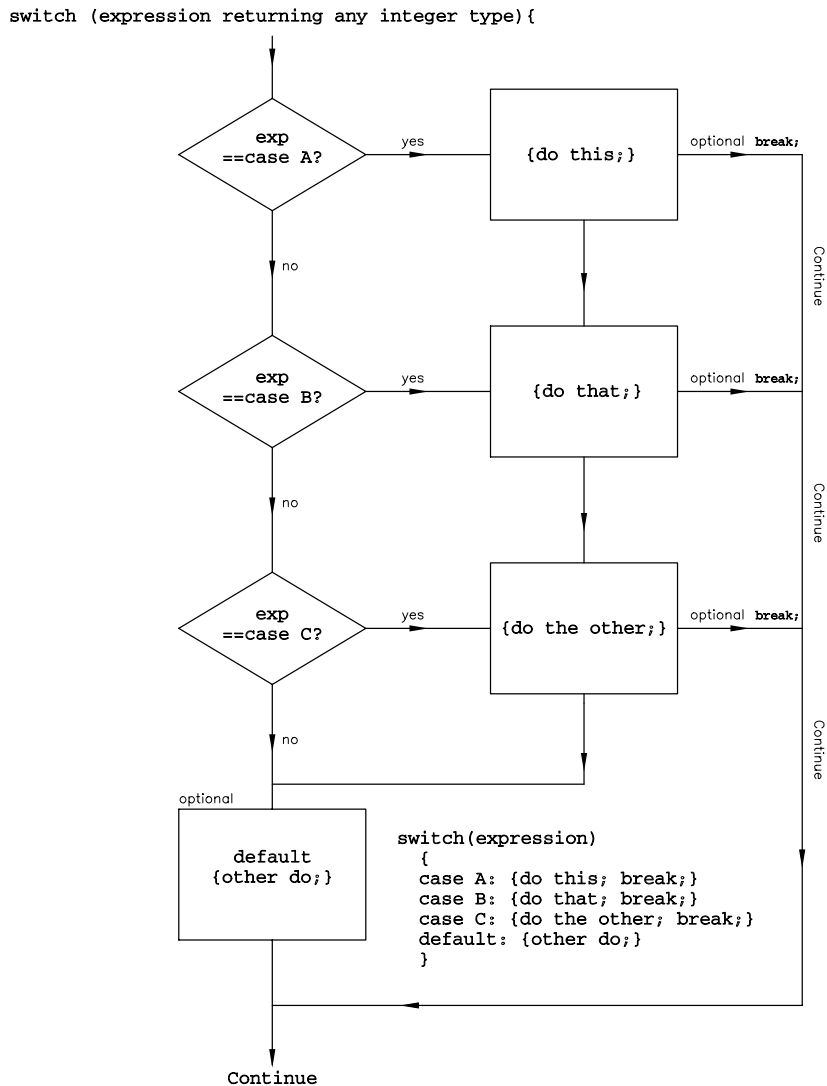 switch (expression returning any integer type){
exp
==case A?
yes
{do this;}
optional break;
Continue
no
exp
==case B?
yes
{do that;}
optional break;
Continue
no
exp
==case C?
yes
{do the other;}
optional break;
Continue
no
optional
default
{other do;}
switch(expression)
{
case A: {do this; break;}
case B: {do that; break;}
case C: {do the other; break;}
default: {other do;}
}
Continue